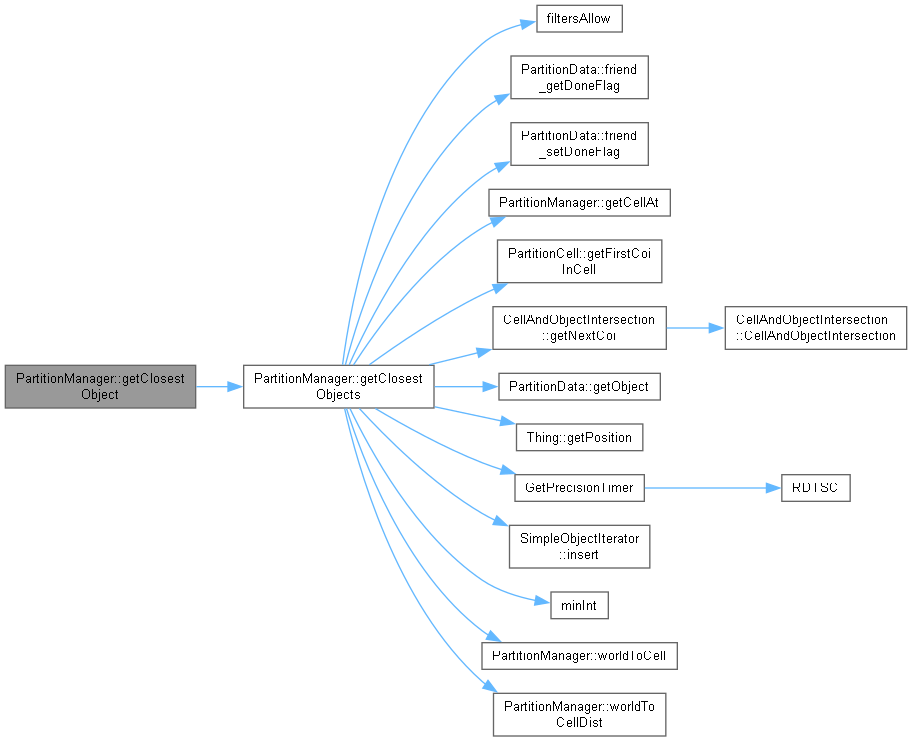 PartitionManager::getClosest
Object
PartitionManager::getClosest
Objects
filtersAllow
PartitionData::friend
_getDoneFlag
PartitionData::friend
_setDoneFlag
PartitionManager::getCellAt
PartitionCell::getFirstCoi
InCell
CellAndObjectIntersection
::getNextCoi
CellAndObjectIntersection
::CellAndObjectIntersection
PartitionData::getObject
Thing::getPosition
GetPrecisionTimer
RDTSC
SimpleObjectIterator
::insert
minInt
PartitionManager::worldToCell
PartitionManager::worldTo
CellDist